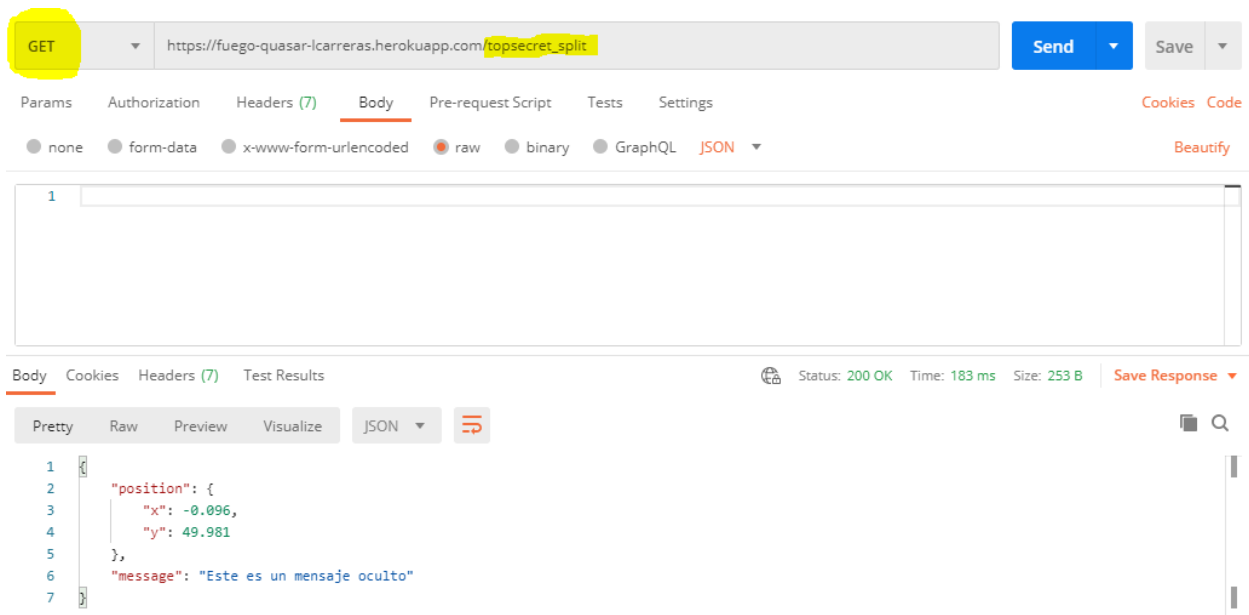 GET https://fuego-quasar-lcarreras.herokuapp.com/topsecret_split Send Save
Params Authorization Headers (7) Body Pre-request Script Tests Settings Cookies Code
none form-data x-www-form-urlencoded raw binary GraphQL JSON Beautify
1
Body Cookies Headers (7) Test Results Status: 200 OK Time: 183 ms Size: 253 B Save Response
Pretty Raw Preview Visualize JSON
1 {
2 "position": {
3 "x": -0.096,
4 "y": 49.981
5 },
6 "message": "Este es un mensaje oculto"
7 }